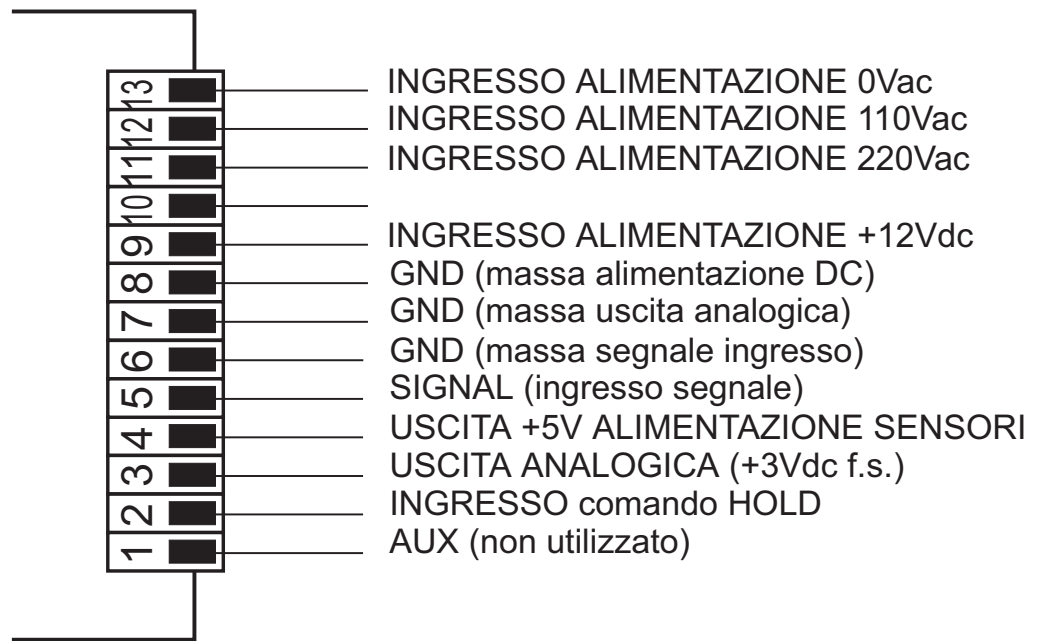 13 INGRESSO ALIMENTAZIONE 0Vac
12 INGRESSO ALIMENTAZIONE 110Vac
11 INGRESSO ALIMENTAZIONE 220Vac
10
9 INGRESSO ALIMENTAZIONE +12Vdc
8 GND (massa alimentazione DC)
7 GND (massa uscita analogica)
6 GND (massa segnale ingresso)
5 SIGNAL (ingresso segnale)
4 USCITA +5V ALIMENTAZIONE SENSORI
3 USCITA ANALOGICA (+3Vdc f.s.)
2 INGRESSO comando HOLD
1 AUX (non utilizzato)